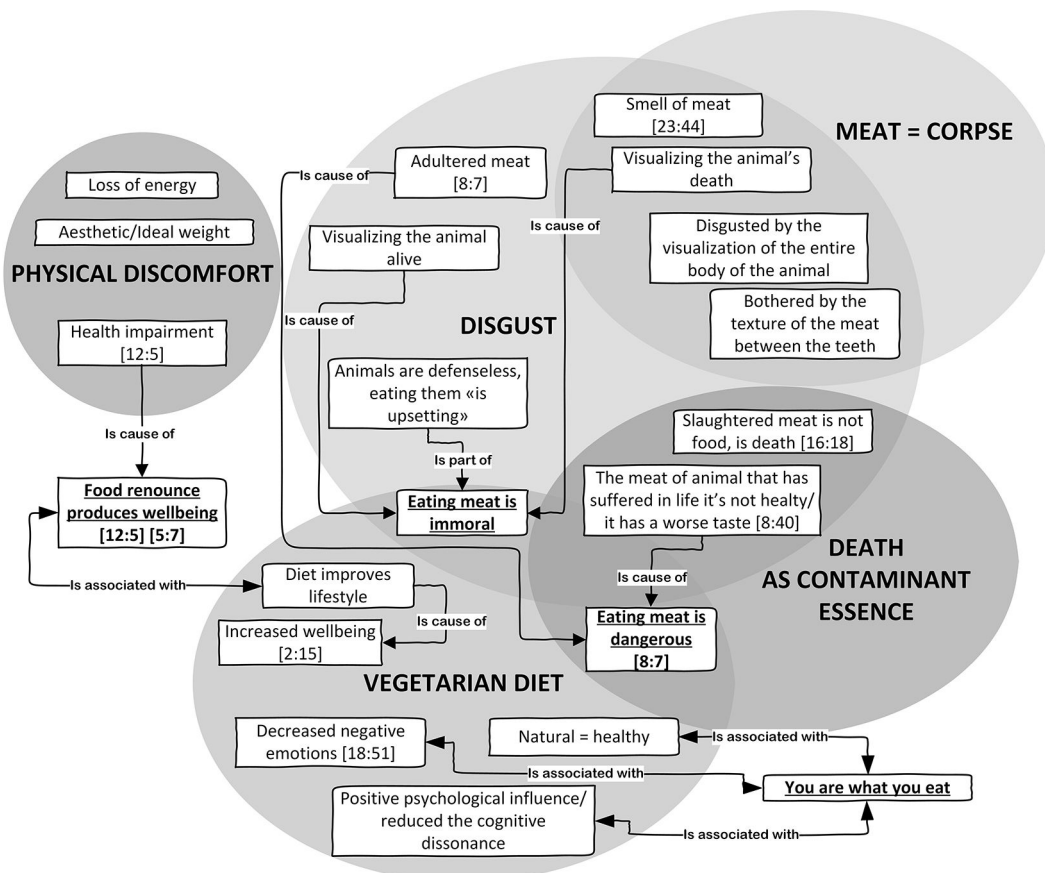 Smell of meat
[23:44]
MEAT = CORPSE
Adultered meat
[8:7]
Is cause of
Visualizing the animal's
death
Loss of energy
Aesthetic/Ideal weight
PHYSICAL DISCOMFORT
Visualizing the animal
alive
Is cause of
Disgusted by the
visualization of the entire
body of the animal
Bothered by the
texture of the meat
between the teeth
Health impairment
[12:5]
Is cause of
DISGUST
Animals are defenseless,
eating them «is
upsetting»
Slaughtered meat is not
food, is death [16:18]
Is cause of
Is part of
The meat of animal that has
suffered in life it's not healty/
it has a worse taste [8:40]
Food renounce
produces wellbeing
[12:5] [5:7]
Eating meat is
immoral
DEATH
AS CONTAMINANT
ESSENCE
Is associated with
Diet improves
lifestyle
Is cause of
Is cause of
Increased wellbeing
[2:15]
Eating meat is
dangerous
[8:7]
VEGETARIAN DIET
Decreased negative
emotions [18:51]
Natural = healthy
Is associated with
Is associated with
You are what you eat
Positive psychological influence/
reduced the cognitive
dissonance
Is associated with